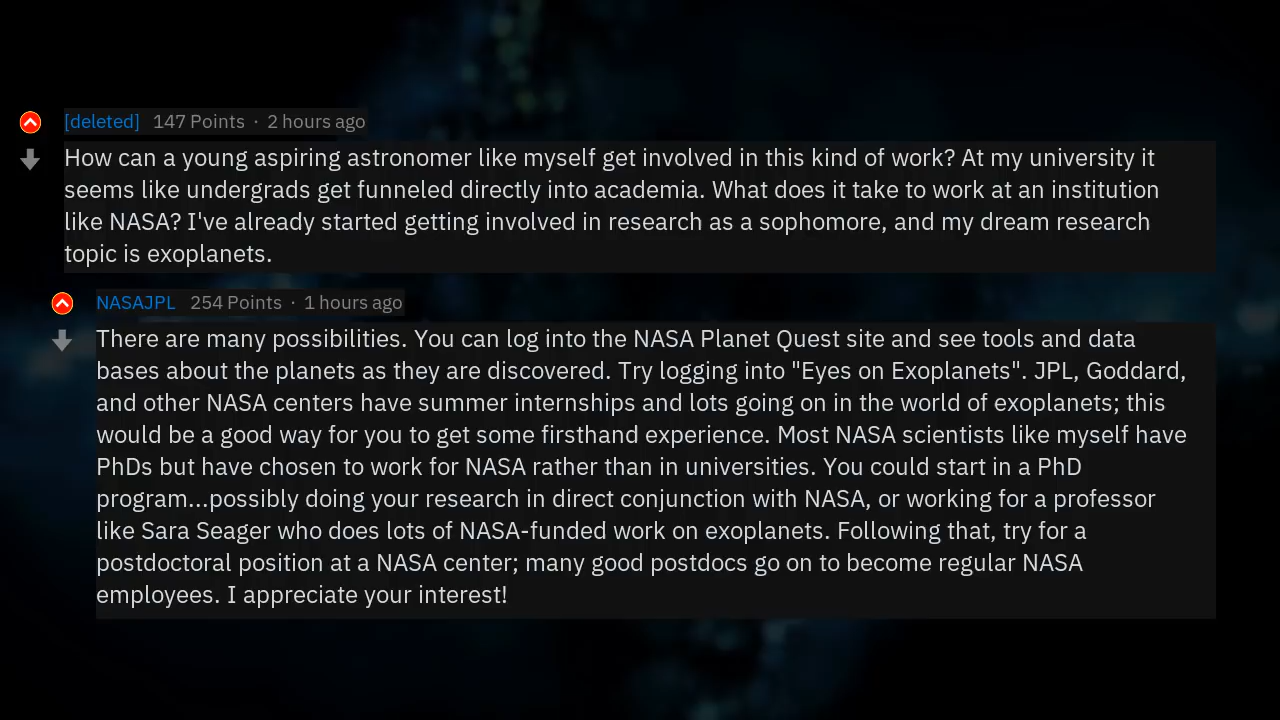 [deleted] 147 Points · 2 hours ago
How can a young aspiring astronomer like myself get involved in this kind of work? At my university it
seems like undergrads get funneled directly into academia. What does it take to work at an institution
like NASA? I've already started getting involved in research as a sophomore, and my dream research
topic is exoplanets.
NASAJPL 254 Points · 1 hours ago
There are many possibilities. You can log into the NASA Planet Quest site and see tools and data
bases about the planets as they are discovered. Try logging into "Eyes on Exoplanets". JPL, Goddard,
and other NASA centers have summer internships and lots going on in the world of exoplanets; this
would be a good way for you to get some firsthand experience. Most NASA scientists like myself have
PhDs but have chosen to work for NASA rather than in universities. You could start in a PhD
program...possibly doing your research in direct conjunction with NASA, or working for a professor
like Sara Seager who does lots of NASA-funded work on exoplanets. Following that, try for a
postdoctoral position at a NASA center; many good postdocs go on to become regular NASA
employees. I appreciate your interest!